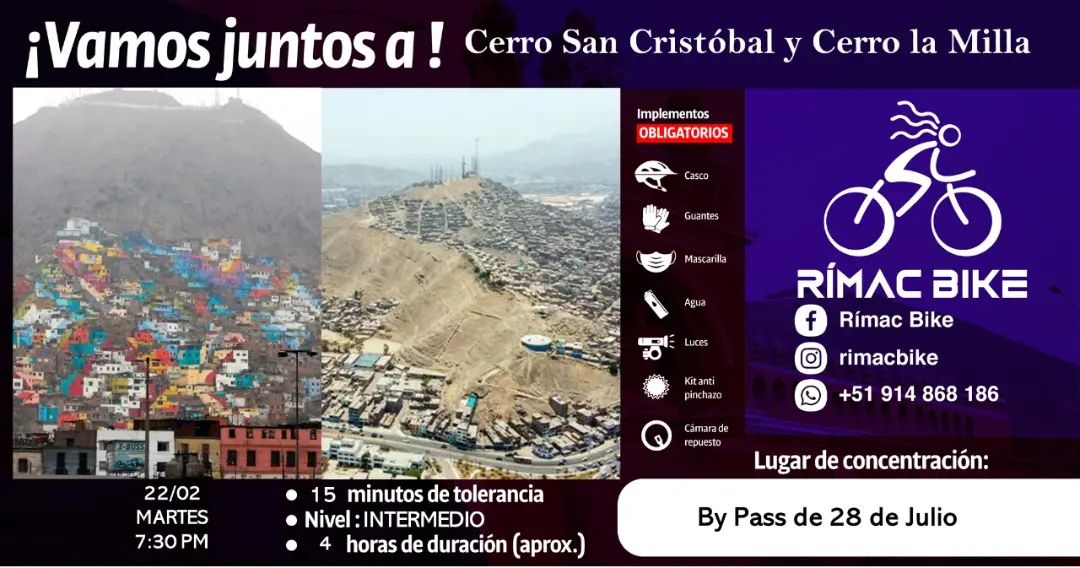 ¡Vamos juntos a ! Cerro San Cristóbal y Cerro la Milla
Implementos
OBLIGATORIOS
Casco
Guantes
Mascarilla
Agua
Luces
Kit anti
pinchazo
Cámara de
repuesto
RÍMAC BIKE
Rímac Bike
rimacbike
+51 914 868 186
Lugar de concentración:
By Pass de 28 de Julio
22/02
MARTES
7:30 PM
● 15 minutos de tolerancia
● Nivel : INTERMEDIO
● 4 horas de duración (aprox.)